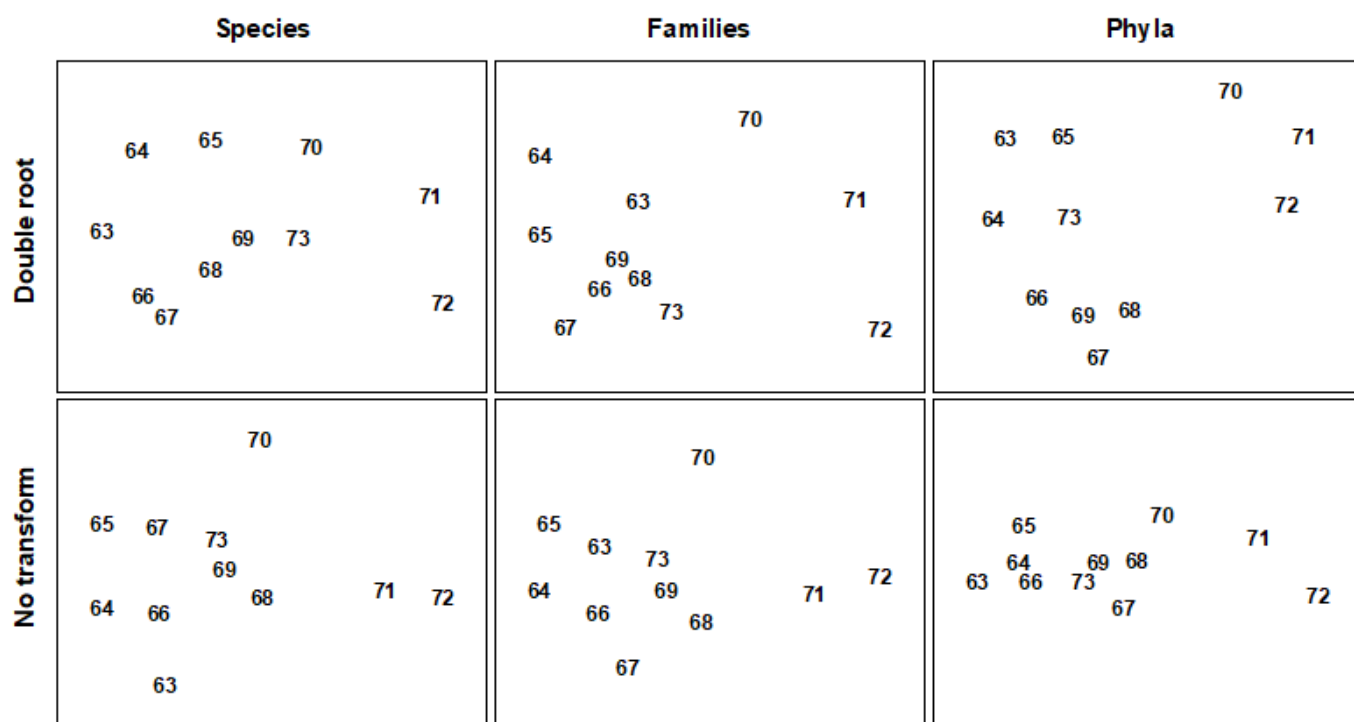 Species Families Phyla
Double root
64 65 70
71
63 69 73
68
66
67 72
70
64
63 71
65
69
66 68
73
67 72
70
63 65 71
64 73 72
66
69 68
67
No transform
70
65 67
73
69
64 66 68 71 72
63
70
65
63
73
64 69 71 72
66
68
67
70
65 71
64 69 68
63 66 73
67 72